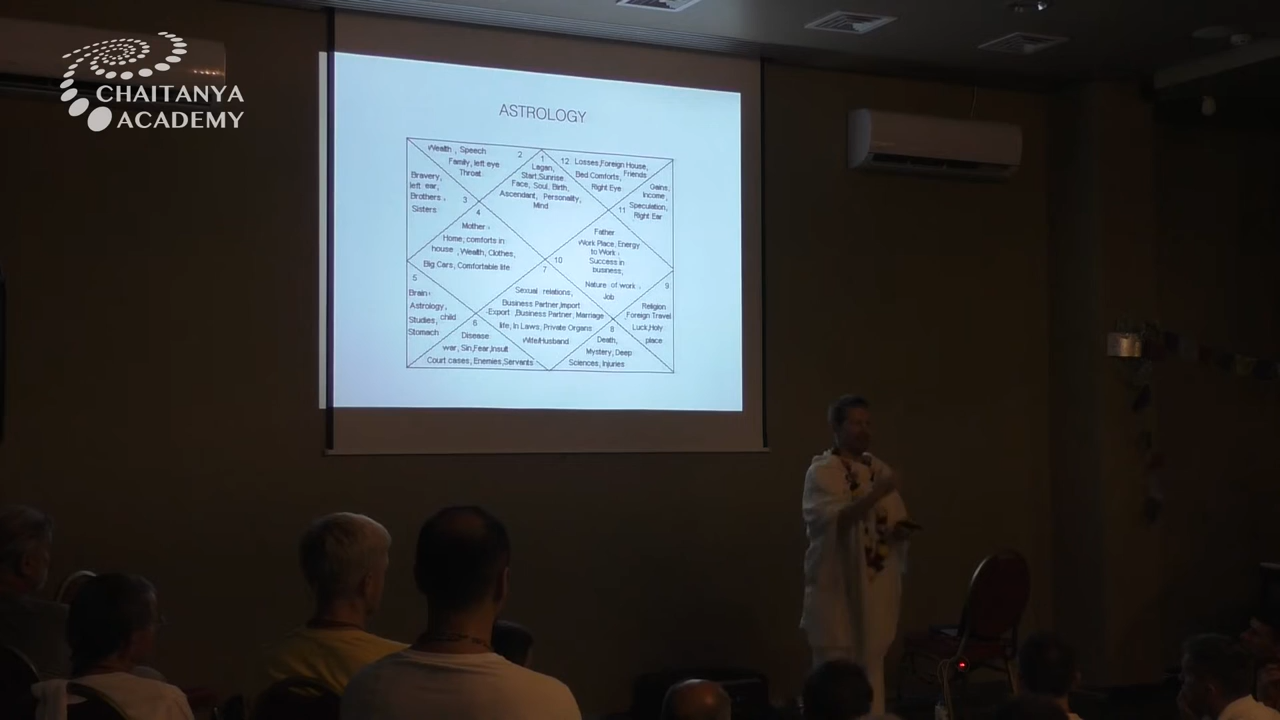 CHAITANYA
ACADEMY
ASTROLOGY
Wealth , Speech
Family, left eye
Throat.
2
1
Lagan,
Start,Sunrise
Face, Soul, Birth,
Ascendant, Personality,
Mind
12
Losses,Foreign House,
Bed Comforts, Friends
Right Eye
Bravery,
left ear,
Brothers ,
Sisters
3
Gains,
Income,
Speculation,
Right Ear
11
4
Mother ,
Home, comforts in
house , Wealth, Clothes,
Big Cars, Comfortable life
Father
Work Place, Energy
to Work ,
Success in
business,
Nature of work ,
Job
10
5
Brain,
Astrology,
Studies, child
Stomach
7
Sexual relations,
Business Partner,Import
-Export ,Business Partner, Marriage
life, In Laws, Private Organs
Wife/Husband
9
Religion
,Foreign Travel
Luck,Holy
place
6
Disease
war, Sin,Fear,Insult
Court cases, Enemies,Servants
8
Death,
Mystery, Deep
Sciences, Injuries